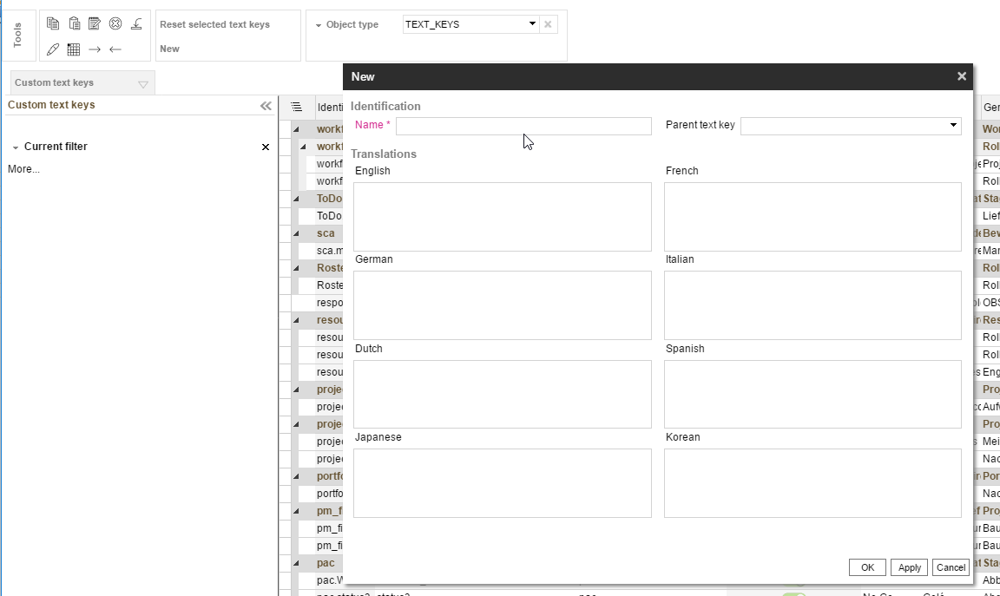 Tools
Reset selected text keys
New
Object type
TEXT_KEYS
Custom text keys
Custom text keys
Current filter
More...
Identi
Ger
New
Identification
Name *
Parent text key
Translations
English
French
German
Italian
Dutch
Spanish
Japanese
Korean
OK
Apply
Cancel
workf
Wor
workf
Roll
workf
Proj
workf
Roll
ToDo
Sta
ToDo
Lief
sca
Bev
sca.m
Mar
Roste
Roll
Roste
Roll
respo
OBS
resou
Res
resou
Roll
resou
Roll
resou
Eng
projec
Pro
projec
Aufw
projec
Pro
projec
Mei
projec
Nac
portfo
Por
portfo
Nac
pm_fi
Pro
pm_fi
Bau
pm_fi
Bau
pac
Sta
pac.W
Abb